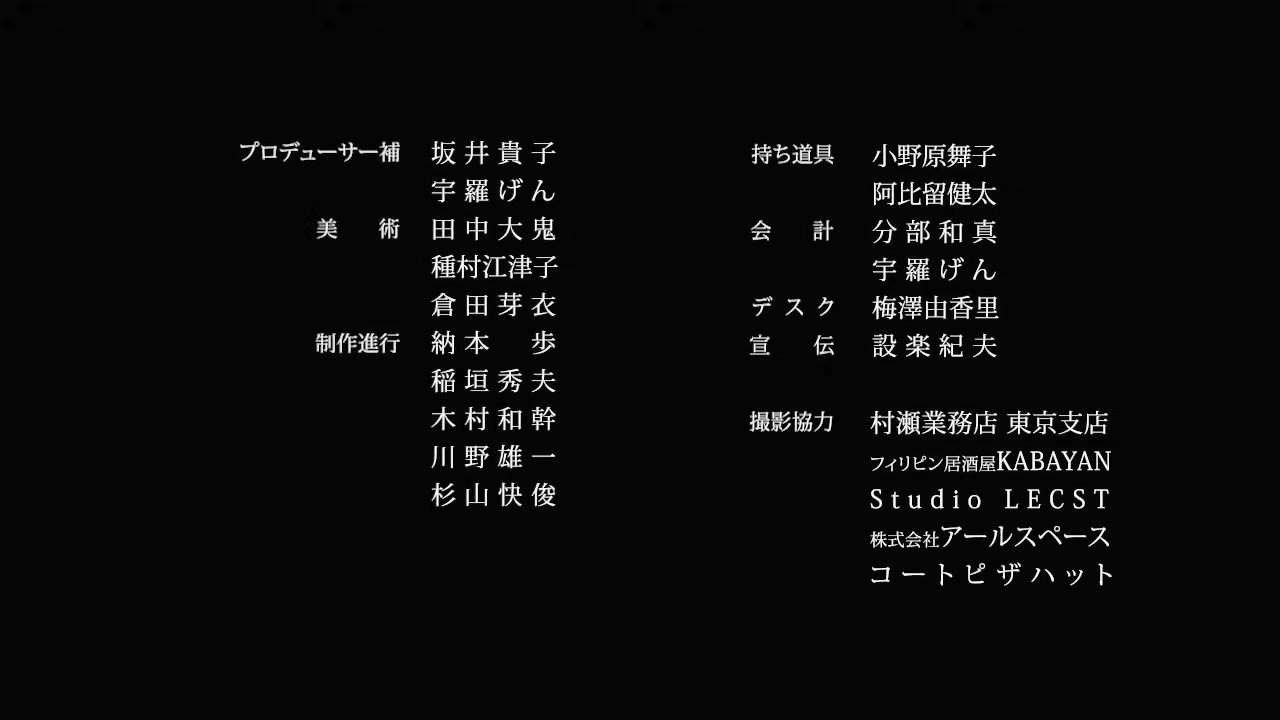 プロデューサー補 坂井貴子
宇羅げん
美術 田中大鬼
種村江津子
倉田芽衣
制作進行 納本 歩
稲垣秀夫
木村和幹
川野雄一
杉山快俊
持ち道具 小野原舞子
阿比留健太
会計 分部和真
宇羅げん
デスク 梅澤由香里
宣伝 設楽紀夫
撮影協力 村瀬業務店 東京支店
フィリピン居酒屋KABAYAN
Studio LECST
株式会社アールスペース
コートピザハット